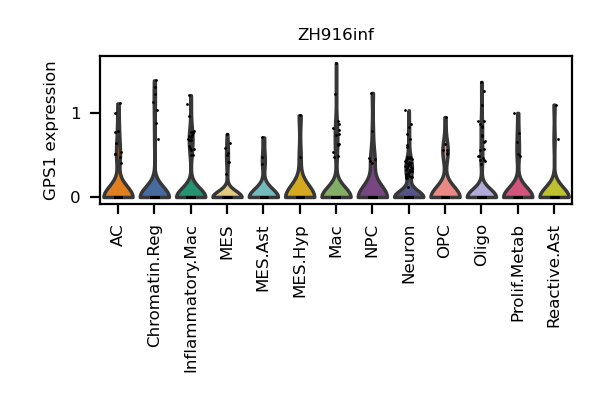 ZH916inf
GPS1 expression
1
0
AC
Chromatin.Reg
Inflammatory.Mac
MES
MES.Ast
MES.Hyp
Mac
NPC
Neuron
OPC
Oligo
Prolif.Metab
Reactive.Ast